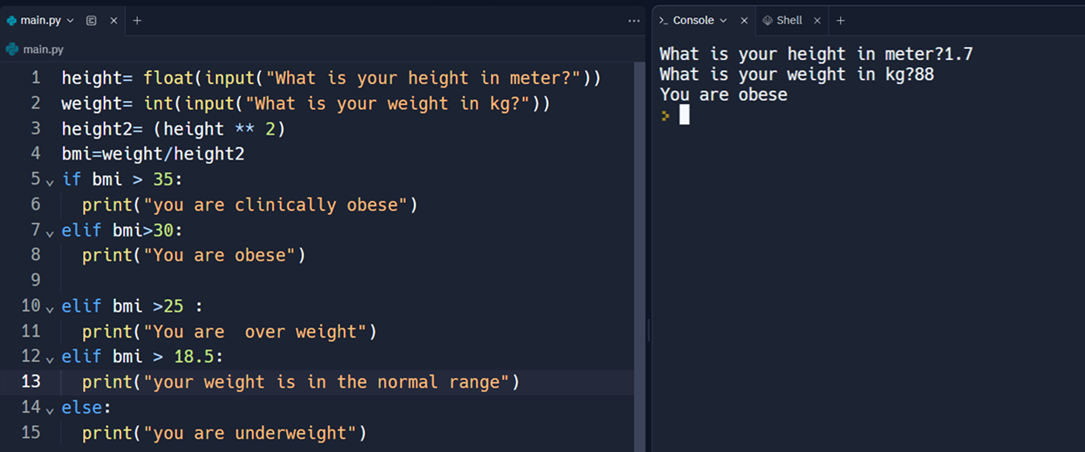 main.py
main.py
1 height= float(input("What is your height in meter?"))
2 weight= int(input("What is your weight in kg?"))
3 height2= (height ** 2)
4 bmi=weight/height2
5 if bmi > 35:
6 print("you are clinically obese")
7 elif bmi>30:
8 print("You are obese")
9
10 elif bmi >25 :
11 print("You are  over weight")
12 elif bmi > 18.5:
13 print("your weight is in the normal range")
14 else:
15 print("you are underweight")
Console Shell
What is your height in meter?1.7
What is your weight in kg?88
You are obese